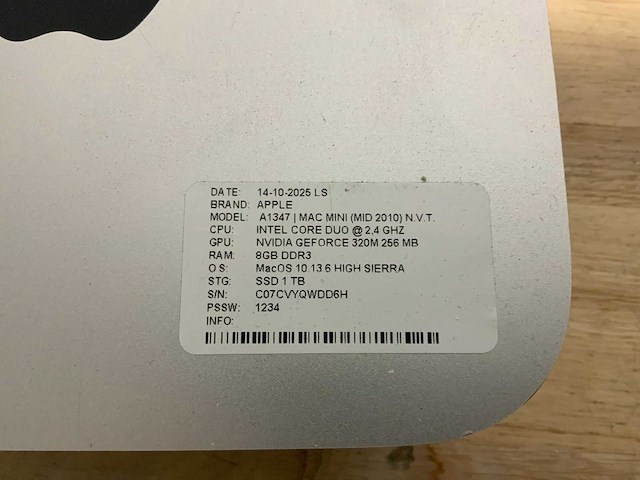 DATE: 14-10-2025 LS
BRAND: APPLE
MODEL: A1347 | MAC MINI (MID 2010) N.V.T.
CPU: INTEL CORE DUO @ 2,4 GHZ
GPU: NVIDIA GEFORCE 320M 256 MB
RAM: 8GB DDR3
OS: MacOS 10.13.6 HIGH SIERRA
STG: SSD 1 TB
S/N: C07CVYQWDD6H
PSSW: 1234
INFO: